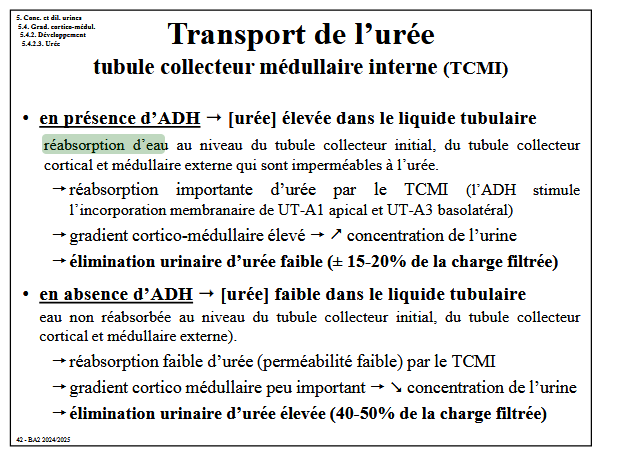 5. Conc. et dil. urines
5.4. Grad. cortico-médul.
5.4.2. Développement
5.4.2.3. Urée
Transport de l’urée
tubule collecteur médullaire interne (TCMI)
• en présence d’ADH → [urée] élevée dans le liquide tubulaire
réabsorption d’eau au niveau du tubule collecteur initial, du tubule collecteur
cortical et médullaire externe qui sont imperméables à l’urée.
→ réabsorption importante d’urée par le TCMI (l’ADH stimule
l’incorporation membranaire de UT-A1 apical et UT-A3 basolatéral)
→ gradient cortico-médullaire élevé → ↗ concentration de l’urine
→ élimination urinaire d’urée faible (± 15-20% de la charge filtrée)
• en absence d’ADH → [urée] faible dans le liquide tubulaire
eau non réabsorbée au niveau du tubule collecteur initial, du tubule collecteur
cortical et médullaire externe).
→ réabsorption faible d’urée (perméabilité faible) par le TCMI
→ gradient cortico médullaire peu important → ↘ concentration de l’urine
→ élimination urinaire d’urée élevée (40-50% de la charge filtrée)
42 - BA2 2024/2025